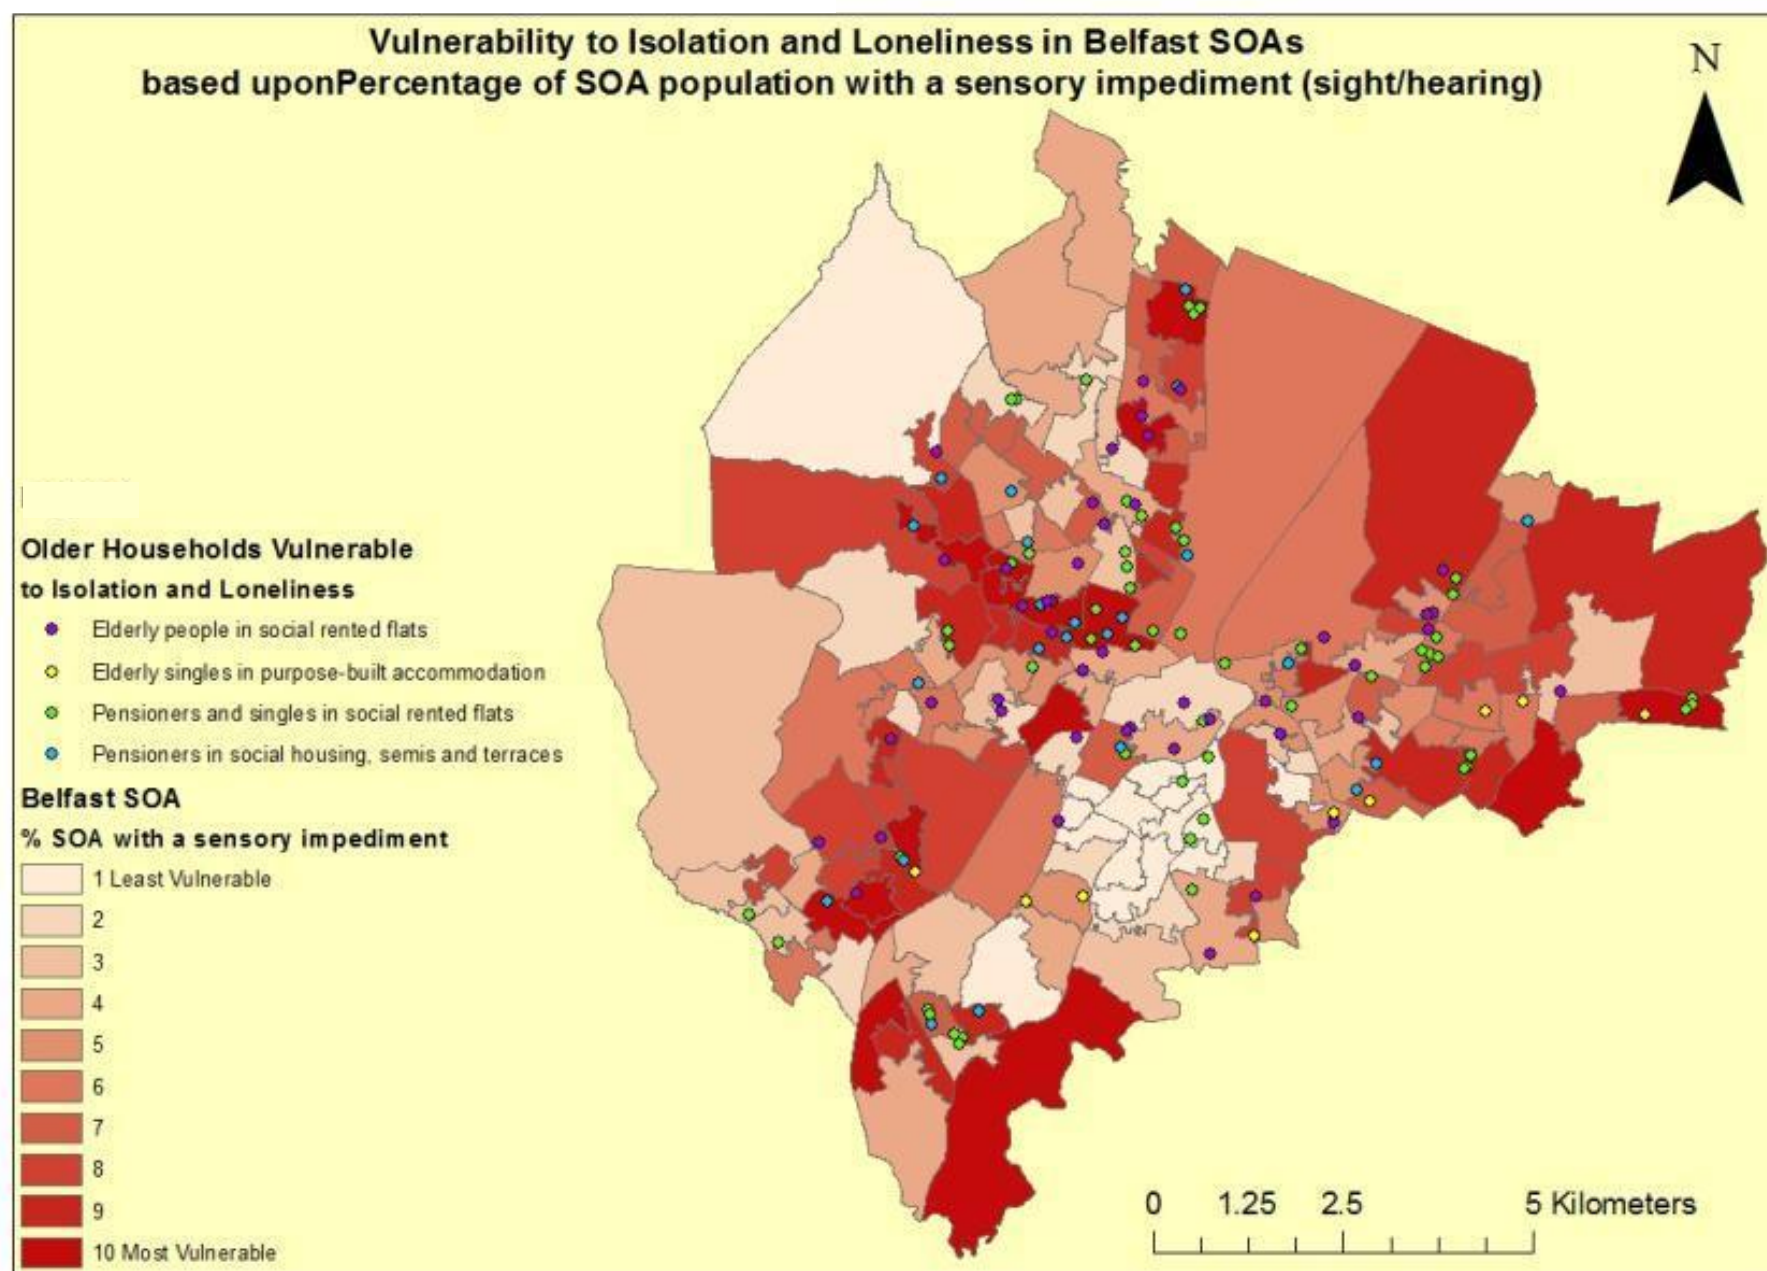 Vulnerability to Isolation and Loneliness in Belfast SOAs
based uponPercentage of SOA population with a sensory impediment (sight/hearing)
N
Older Households Vulnerable
to Isolation and Loneliness
Elderly people in social rented flats
Elderly singles in purpose-built accommodation
Pensioners and singles in social rented flats
Pensioners in social housing, semis and terraces
Belfast SOA
% SOA with a sensory impediment
1 Least Vulnerable
2
3
4
5
6
7
8
9
10 Most Vulnerable
0 1.25 2.5 5 Kilometers